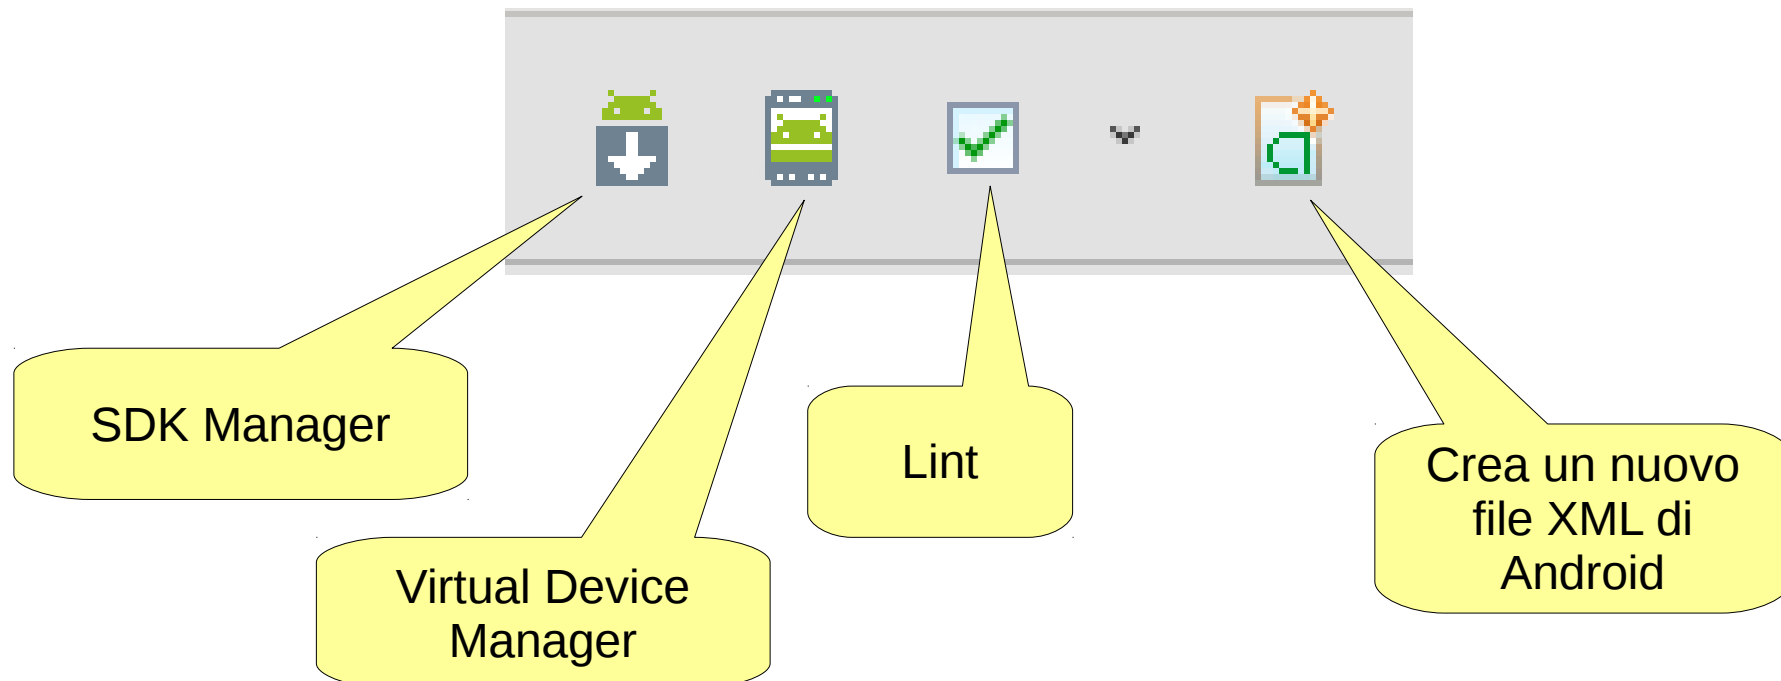 SDK Manager
Lint
Crea un nuovo
file XML di
Android
Virtual Device
Manager